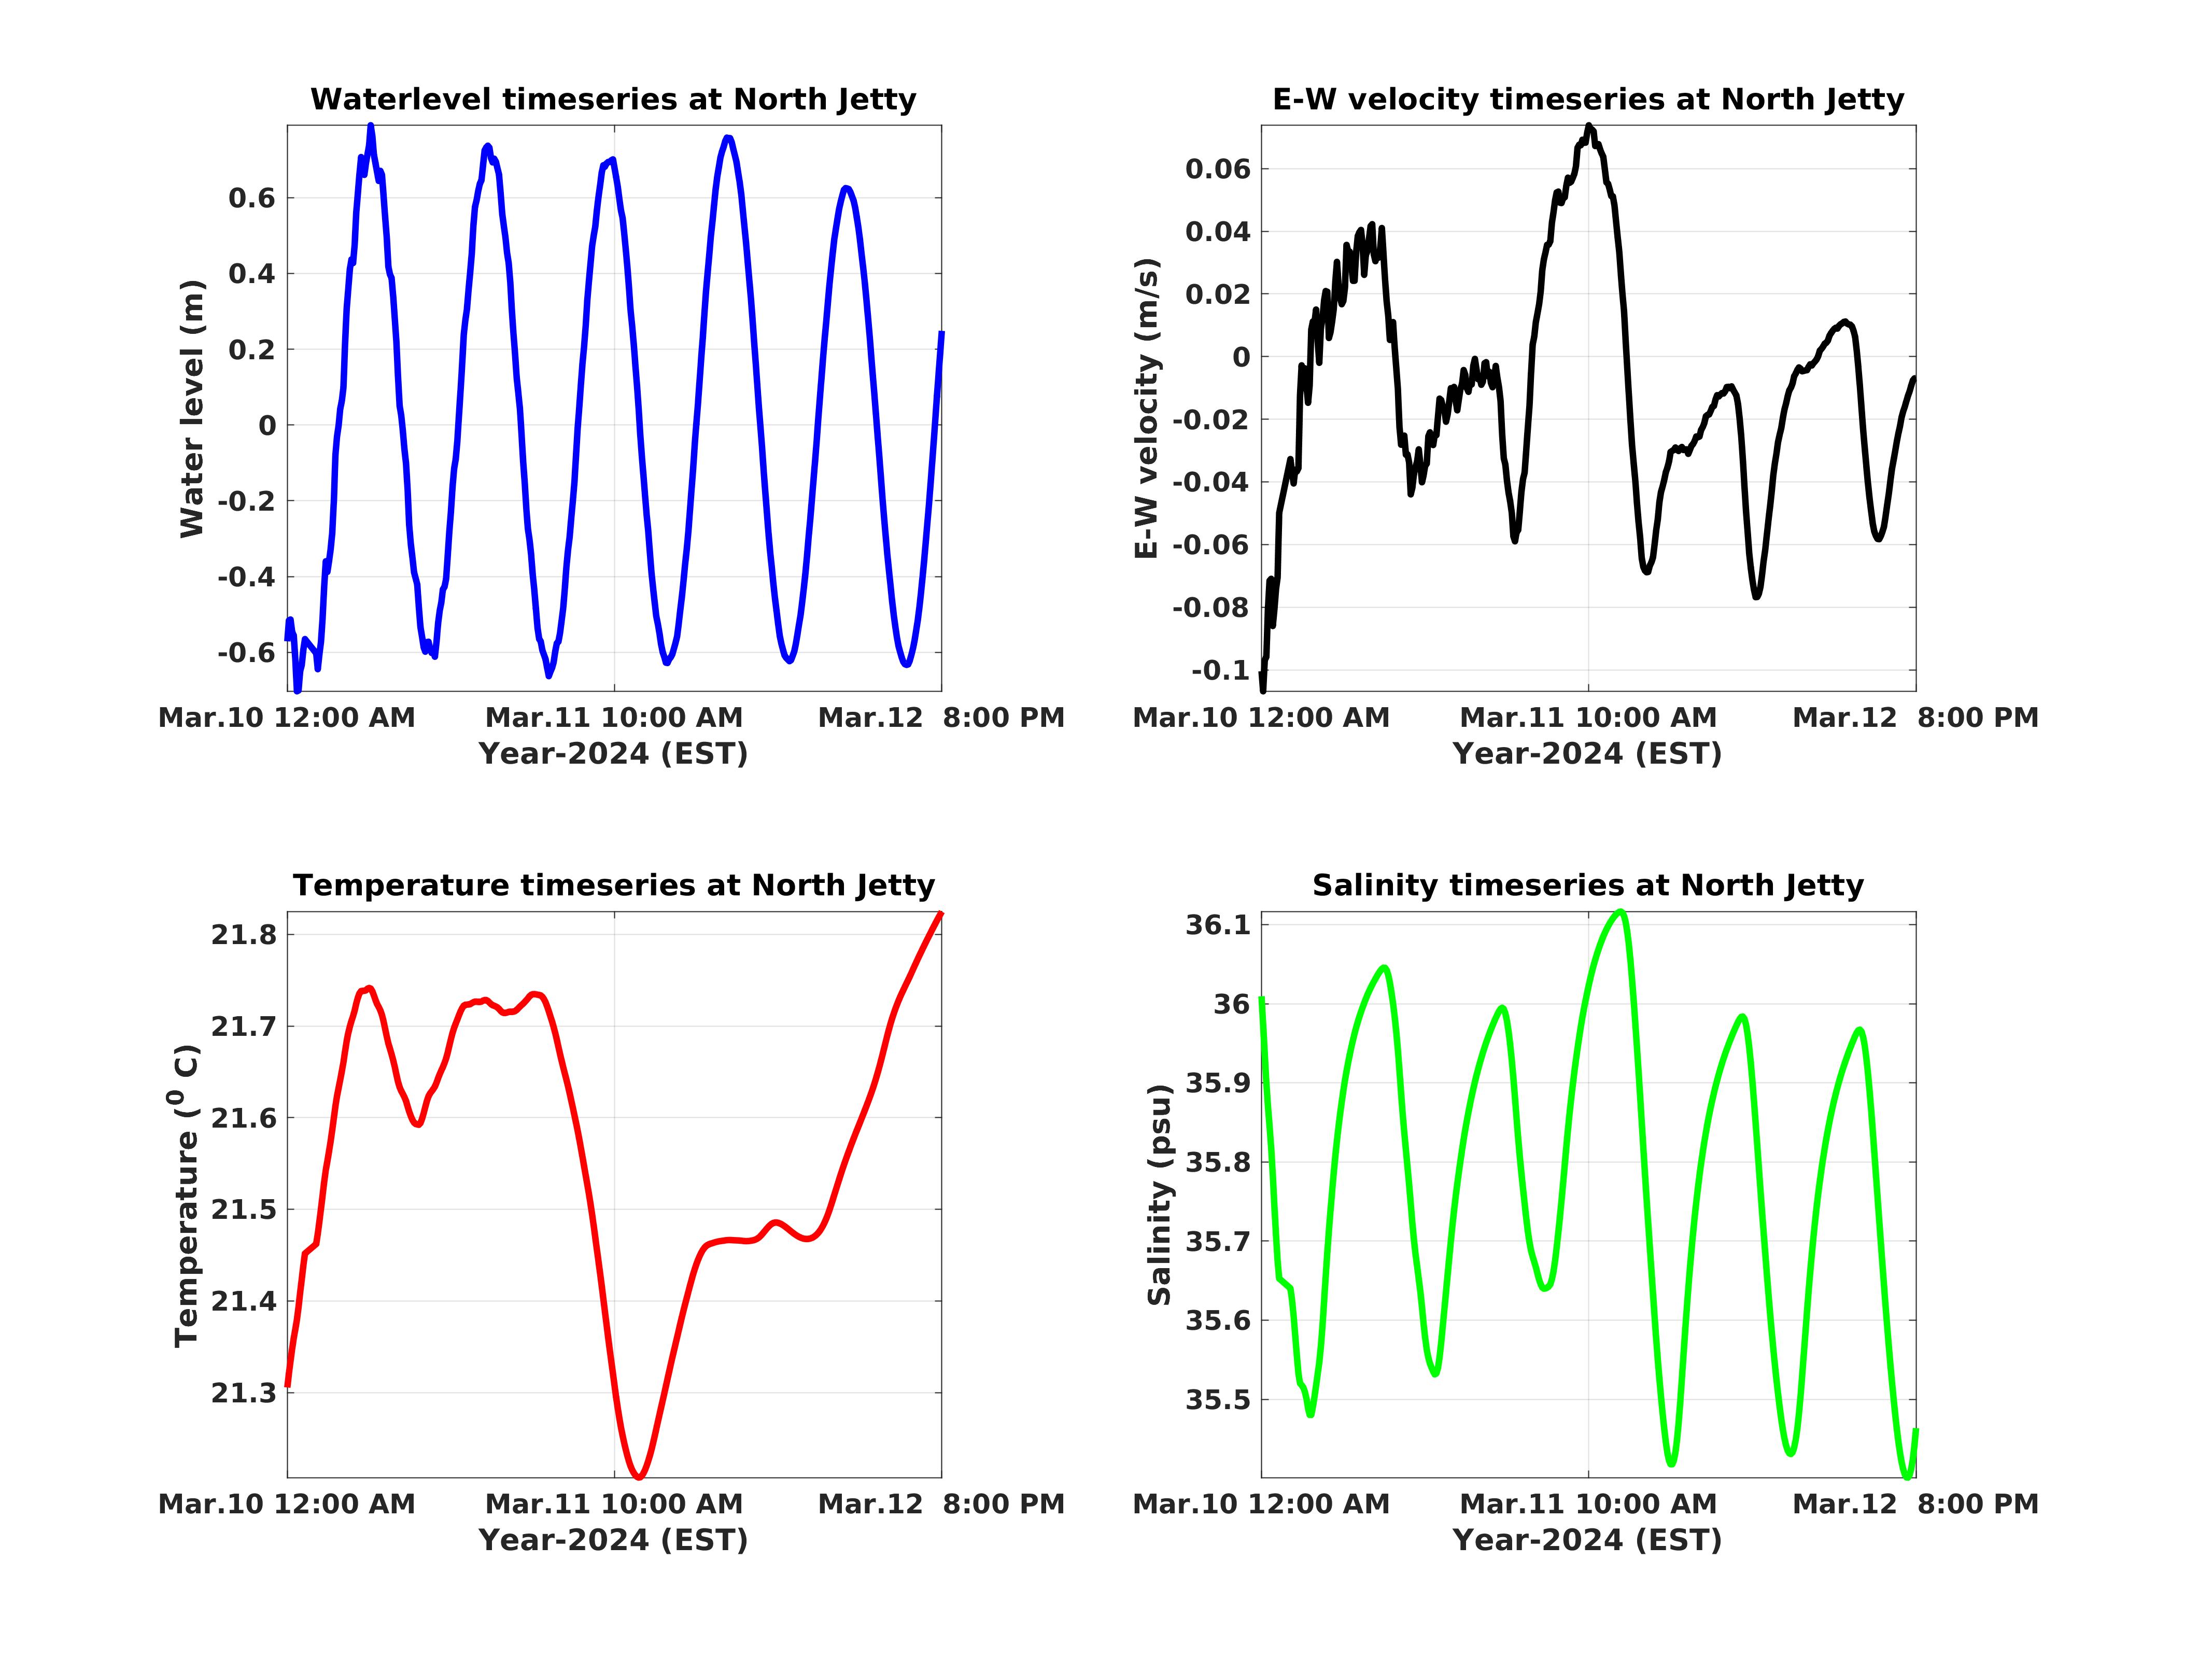 Waterlevel timeseries at North Jetty
0.6
0.4
0.2
0
-0.2
-0.4
-0.6
Water level (m)
Mar.10 12:00 AM Mar.11 10:00 AM Mar.12 8:00 PM
Year-2024 (EST)
E-W velocity timeseries at North Jetty
0.06
0.04
0.02
0
-0.02
-0.04
-0.06
-0.08
-0.1
E-W velocity (m/s)
Mar.10 12:00 AM Mar.11 10:00 AM Mar.12 8:00 PM
Year-2024 (EST)
Temperature timeseries at North Jetty
21.8
21.7
21.6
21.5
21.4
21.3
Temperature (⁰ C)
Mar.10 12:00 AM Mar.11 10:00 AM Mar.12 8:00 PM
Year-2024 (EST)
Salinity timeseries at North Jetty
36.1
36
35.9
35.8
35.7
35.6
35.5
Salinity (psu)
Mar.10 12:00 AM Mar.11 10:00 AM Mar.12 8:00 PM
Year-2024 (EST)